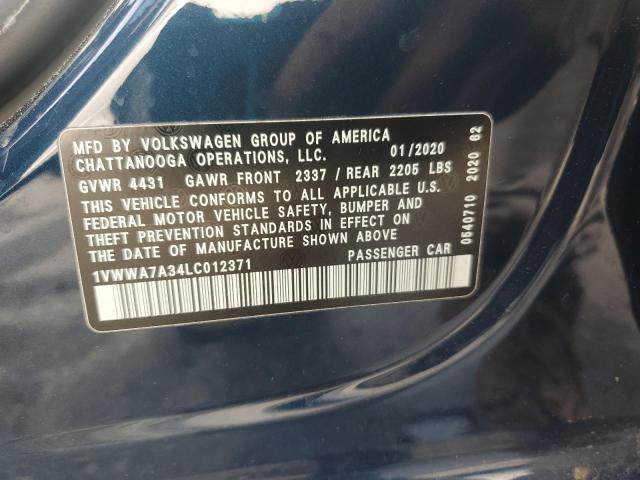 MFD BY VOLKSWAGEN GROUP OF AMERICA
CHATTANOOGA OPERATIONS, LLC. 01/2020
GVWR 4431 GAWR FRONT 2337 / REAR 2205 LBS
THIS VEHICLE CONFORMS TO ALL APPLICABLE U.S.
FEDERAL MOTOR VEHICLE SAFETY, BUMPER AND
THEFT PREVENTION STANDARDS IN EFFECT ON
THE DATE OF MANUFACTURE SHOWN ABOVE
1VWWA7A34LC012371 PASSENGER CAR
0540710 2020 62